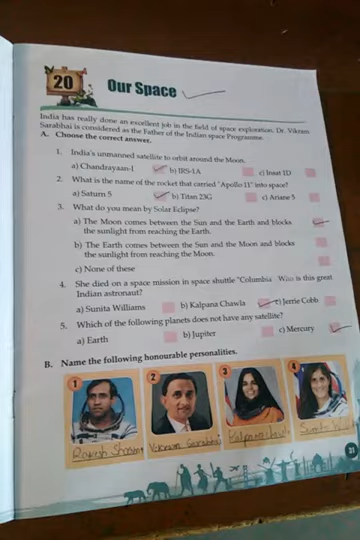 20
Our Space
India has really done an excellent job in the field of space exploration. Dr. Vikram
Sarabhai is considered as the Father of the Indian space Programme.
A. Choose the correct answer.
1. India's unmanned satellite to orbit around the Moon.
a) Chandrayaan-1 b) IRS-1A c) Insat 1D
2. What is the name of the rocket that carried 'Apollo 11" into space?
a) Saturn 5 b) Titan 23G c) Ariane 5
3. What do you mean by Solar Eclipse?
a) The Moon comes between the Sun and the Earth and blocks
the sunlight from reaching the Earth.
b) The Earth comes between the Sun and the Moon and blocks
the sunlight from reaching the Moon.
c) None of these
4. She died on a space mission in space shuttle "Columbia Who is this great
Indian astronaut?
a) Sunita Williams b) Kalpana Chawla c) Jerrie Cobb
5. Which of the following planets does not have any satellite?
a) Earth b) Jupiter c) Mercury
B. Name the following honourable personalities.
1 2 3 4
Rakesh Sharma Vikram Sarabhai Kalpana Sunita W
31